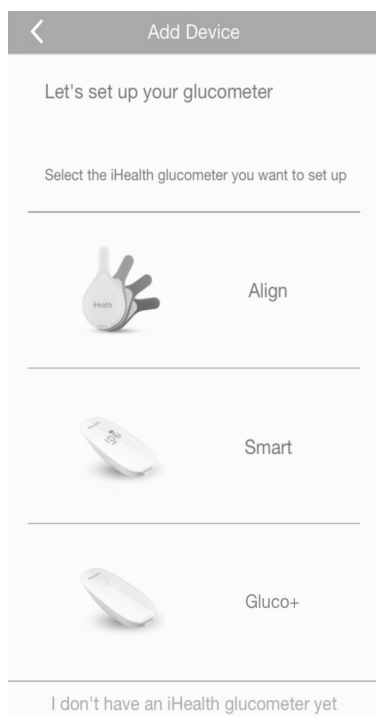 Add Device
Let's set up your glucometer
Select the iHealth glucometer you want to set up
iHealth
Align
Smart
Gluco+
I don't have an iHealth glucometer yet